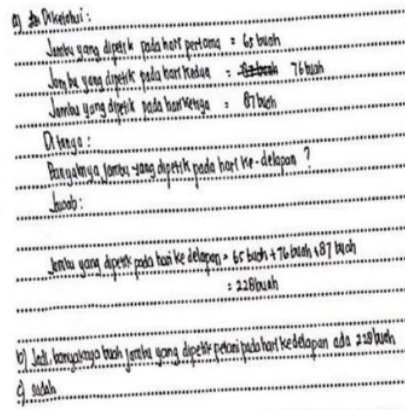 a) Diketahui:
Jambu yang dipetik pada hari pertama = 65 buah
Jambu yang dipetik pada hari kedua = 76 buah
Jambu yang dipetik pada hari ketiga = 87 buah
Ditanya:
Banyaknya jambu yang dipetik pada hari ke-delapan ?
Jawab:
Jambu yang dipetik pada hari ke delapan = 65 buah + 76 buah + 87 buah
= 228 buah
b) Jadi, banyaknya buah jambu yang dipetik petani pada hari kedelapan ada 228 buah
c) sudah